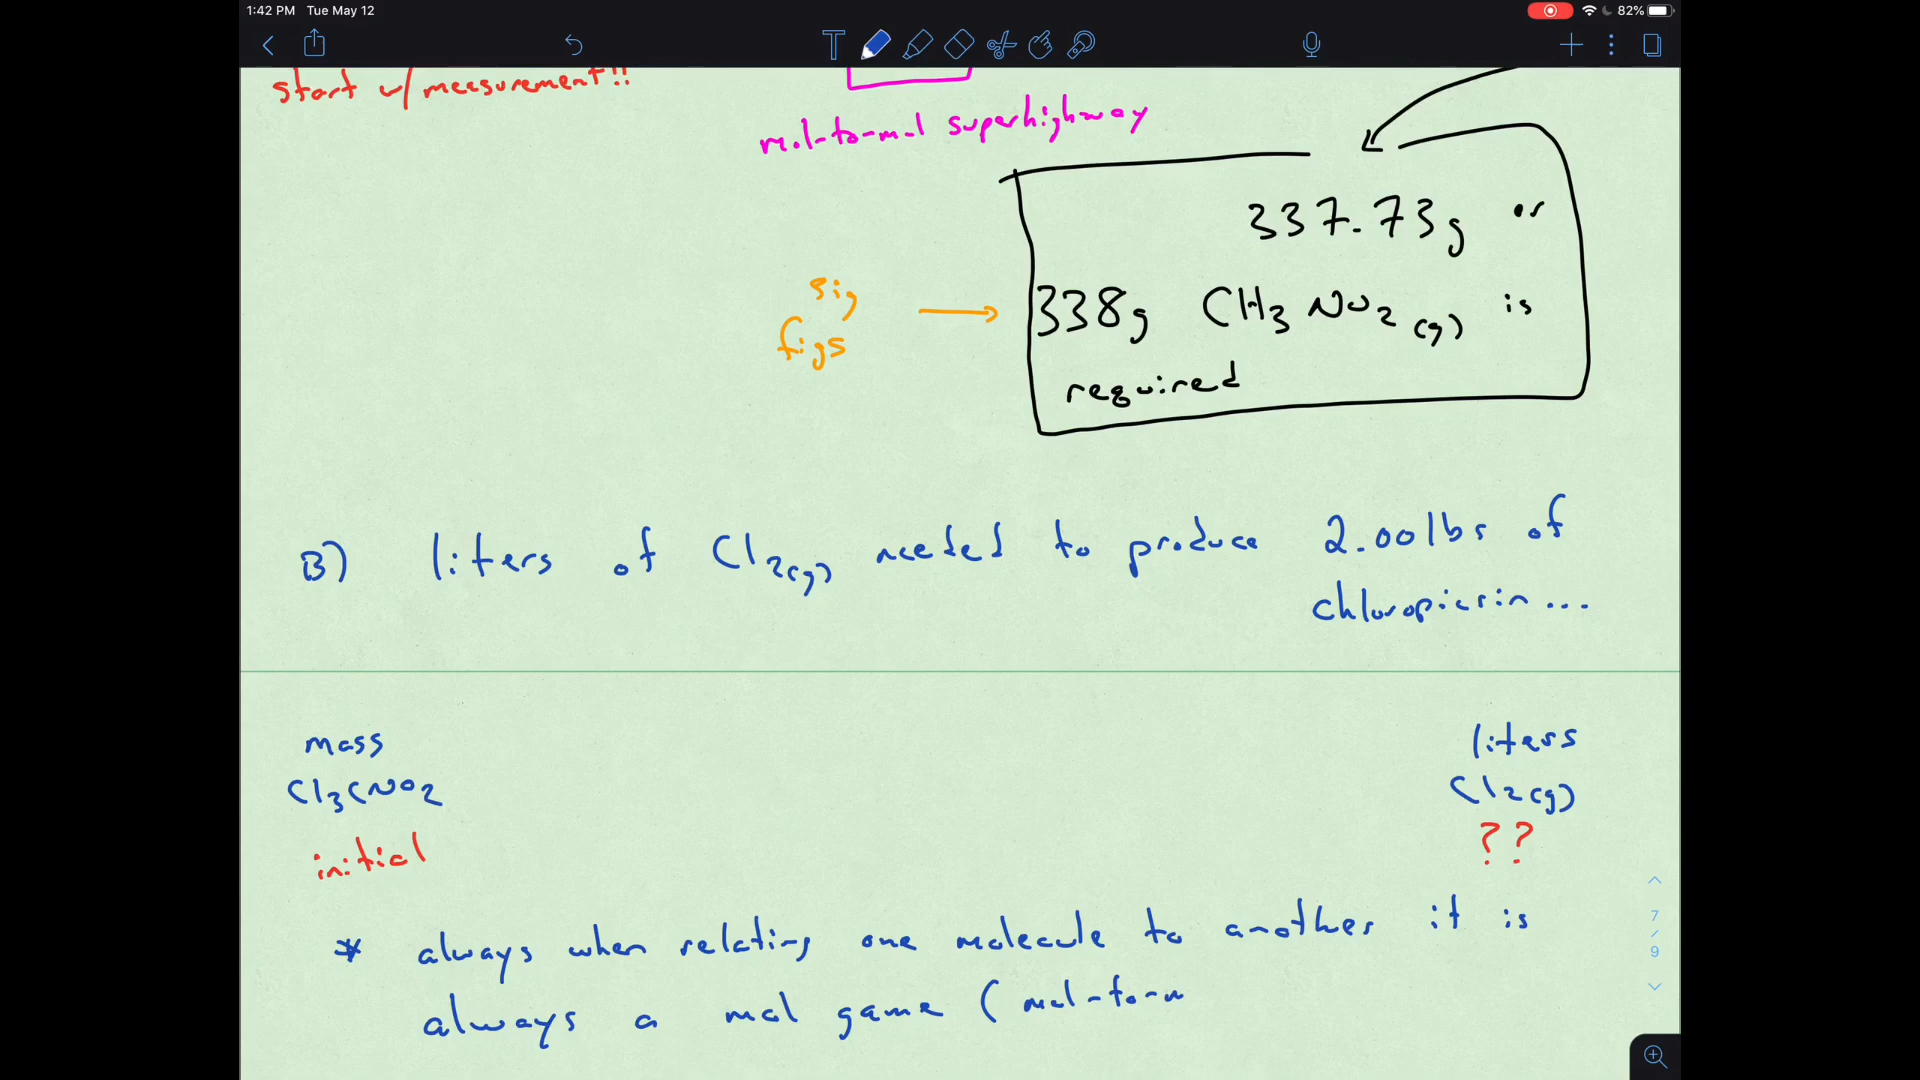 1:42 PM Tue May 12
82%
start w/ measurement!!
mol-to-mol superhighway
337.73g or
sig
figs
338g CH3NO2(g) is
required
B) liters of Cl2(g) needed to produce 2.00lbs of
chloropicrin...
mass
Cl3CNO2
initial
liters
Cl2(g)
??
* always when relating one molecule to another it is
always a mol game (mol-to-m
7
/
9